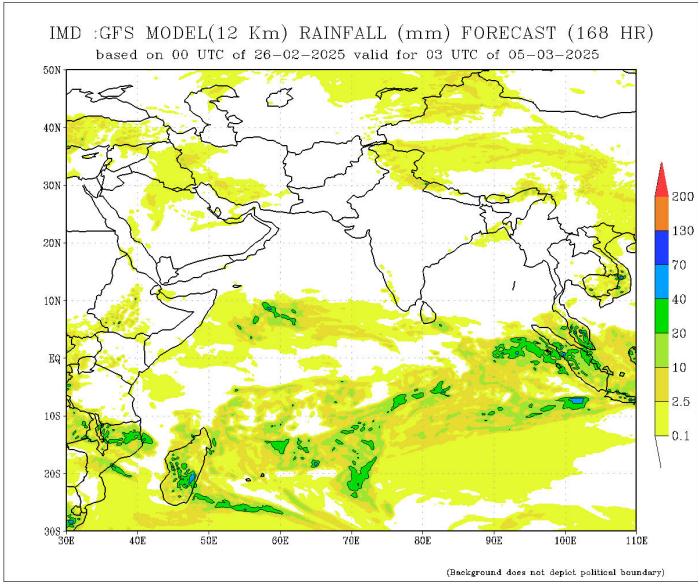 IMD :GFS MODEL(12 Km) RAINFALL (mm) FORECAST (168 HR)
based on 00 UTC of 26-02-2025 valid for 03 UTC of 05-03-2025
50N
40N
30N
20N
10N
EQ
10S
20S
30S
30E 40E 50E 60E 70E 80E 90E 100E 110E
200
130
70
40
20
10
2.5
0.1
(Background does not depict political boundary)